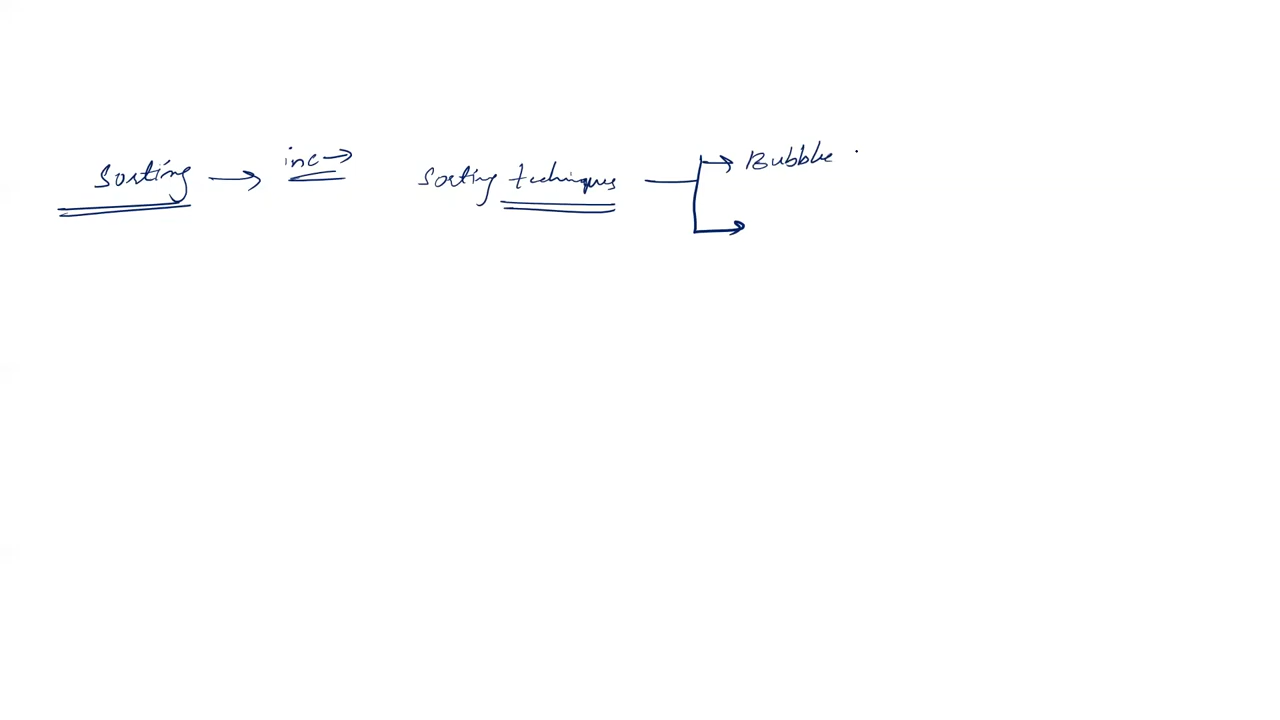 Sorting → inc → Sorting techniques → Bubble